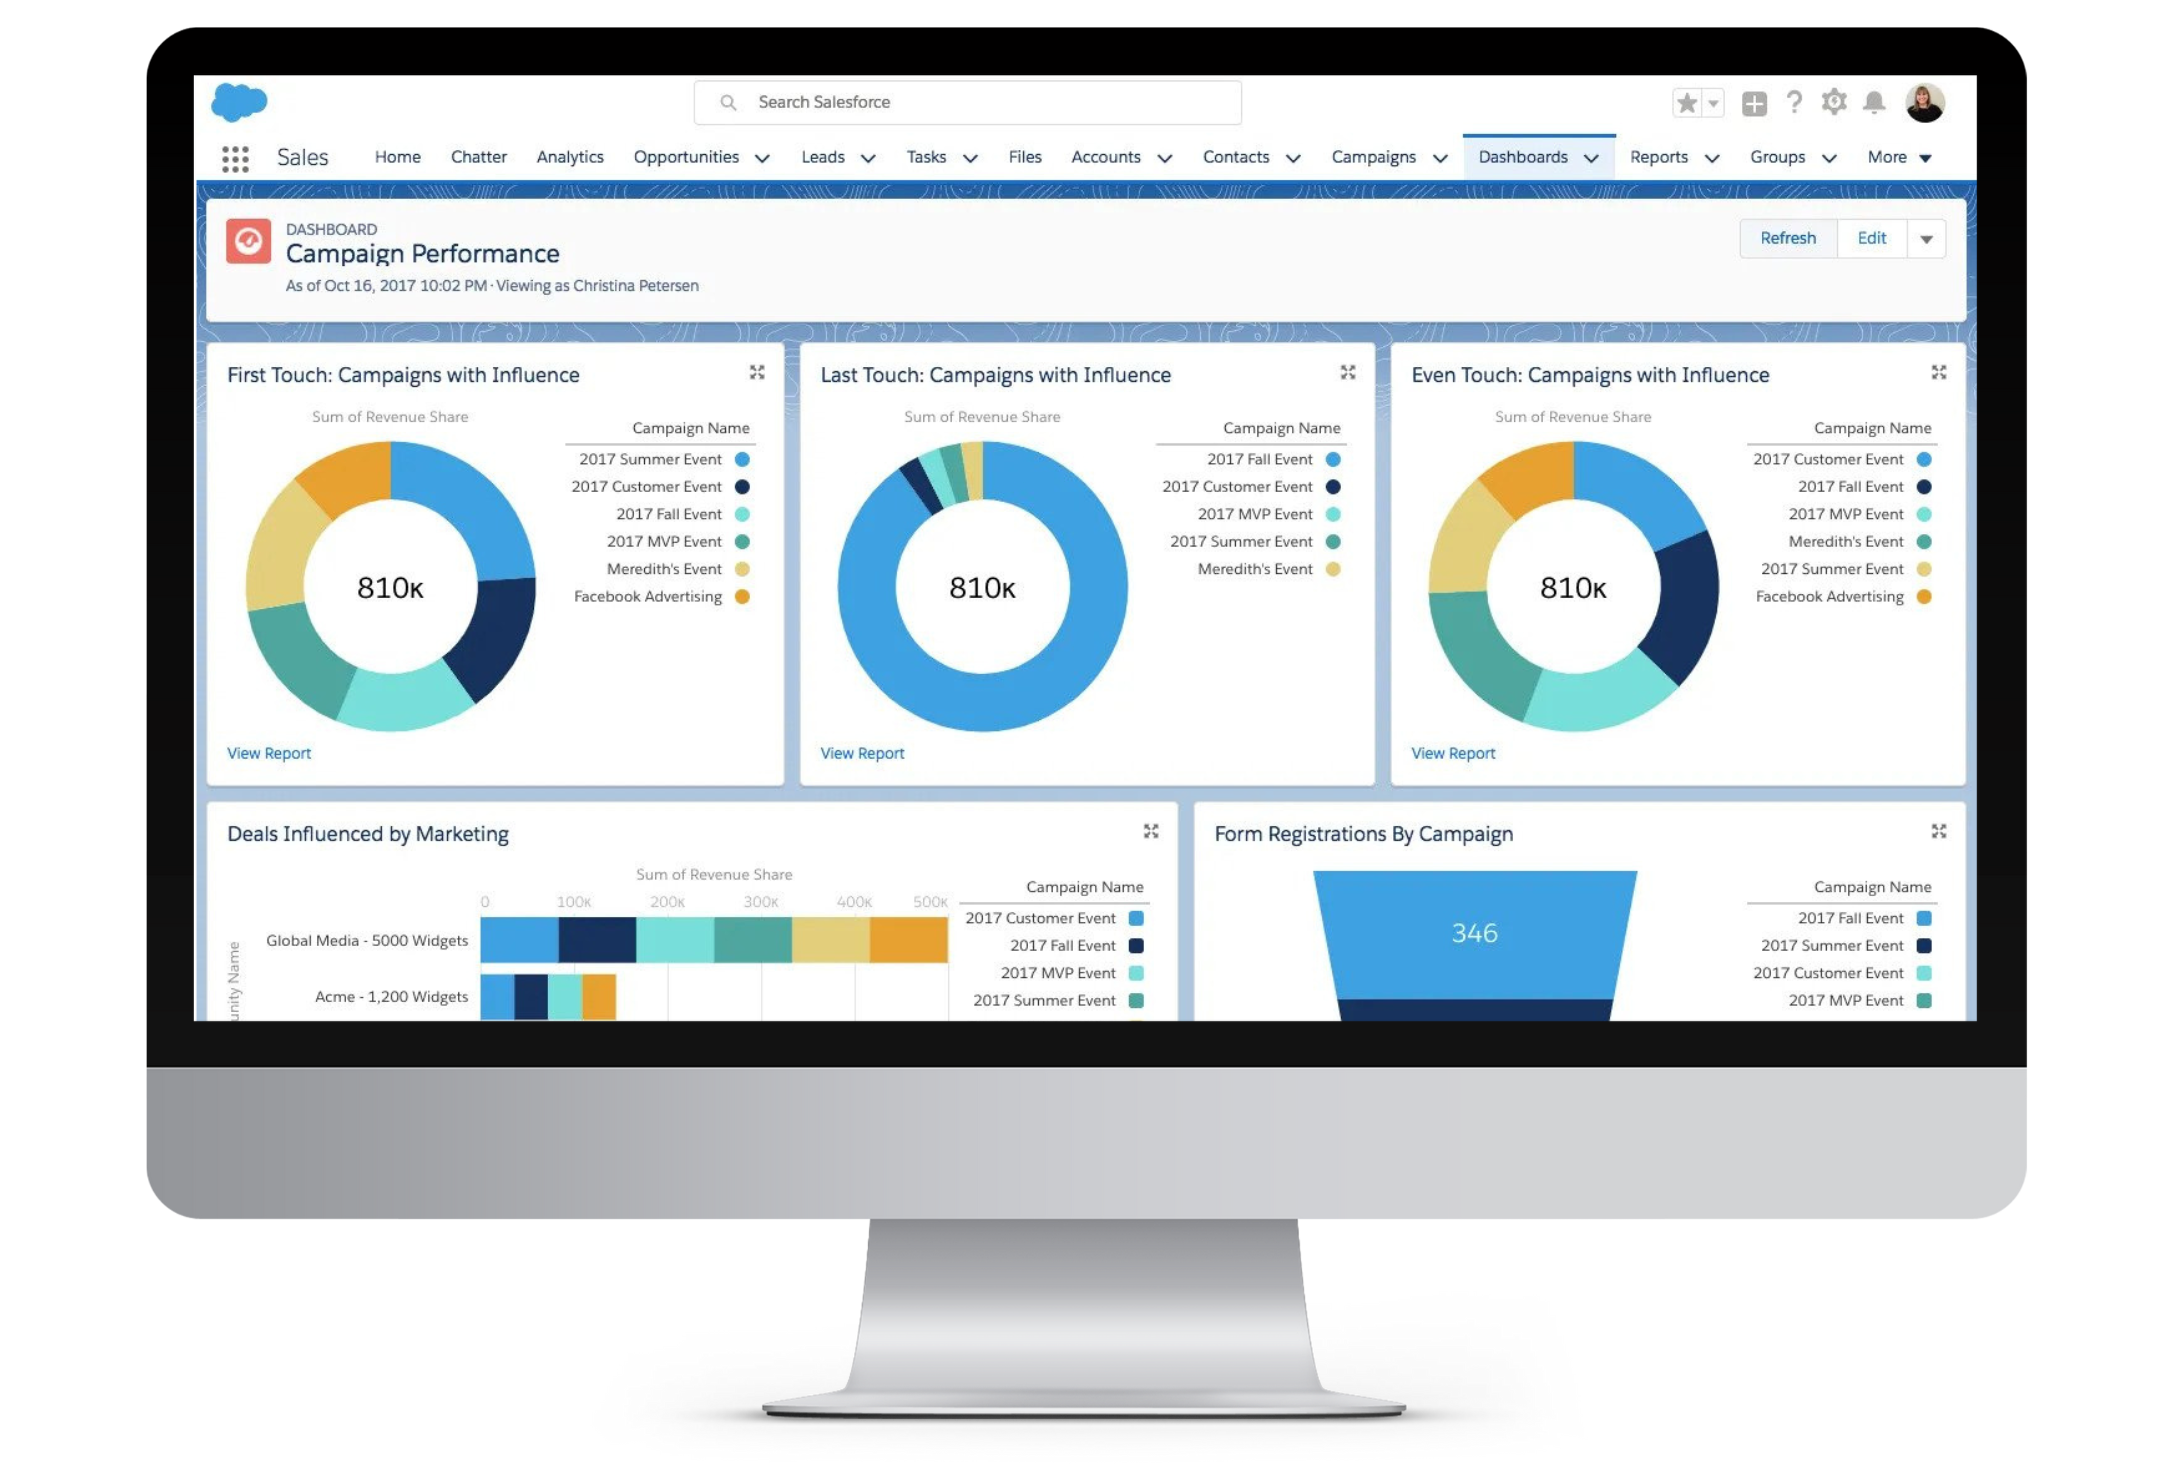 Search Salesforce
Sales Home Chatter Analytics Opportunities Leads Tasks Files Accounts Contacts Campaigns Dashboards Reports Groups More
DASHBOARD
Campaign Performance
As of Oct 16, 2017 10:02 PM · Viewing as Christina Petersen
Refresh Edit
First Touch: Campaigns with Influence
Sum of Revenue Share
Campaign Name
2017 Summer Event
2017 Customer Event
2017 Fall Event
2017 MVP Event
Meredith's Event
Facebook Advertising
810K
View Report
Last Touch: Campaigns with Influence
Sum of Revenue Share
Campaign Name
2017 Fall Event
2017 Customer Event
2017 MVP Event
2017 Summer Event
Meredith's Event
810K
View Report
Even Touch: Campaigns with Influence
Sum of Revenue Share
Campaign Name
2017 Customer Event
2017 Fall Event
2017 MVP Event
Meredith's Event
2017 Summer Event
Facebook Advertising
810K
View Report
Deals Influenced by Marketing
Sum of Revenue Share
0 100K 200K 300K 400K 500K
Global Media - 5000 Widgets
Acme - 1,200 Widgets
unity Name
Campaign Name
2017 Customer Event
2017 Fall Event
2017 MVP Event
2017 Summer Event
Form Registrations By Campaign
346
Campaign Name
2017 Fall Event
2017 Summer Event
2017 Customer Event
2017 MVP Event